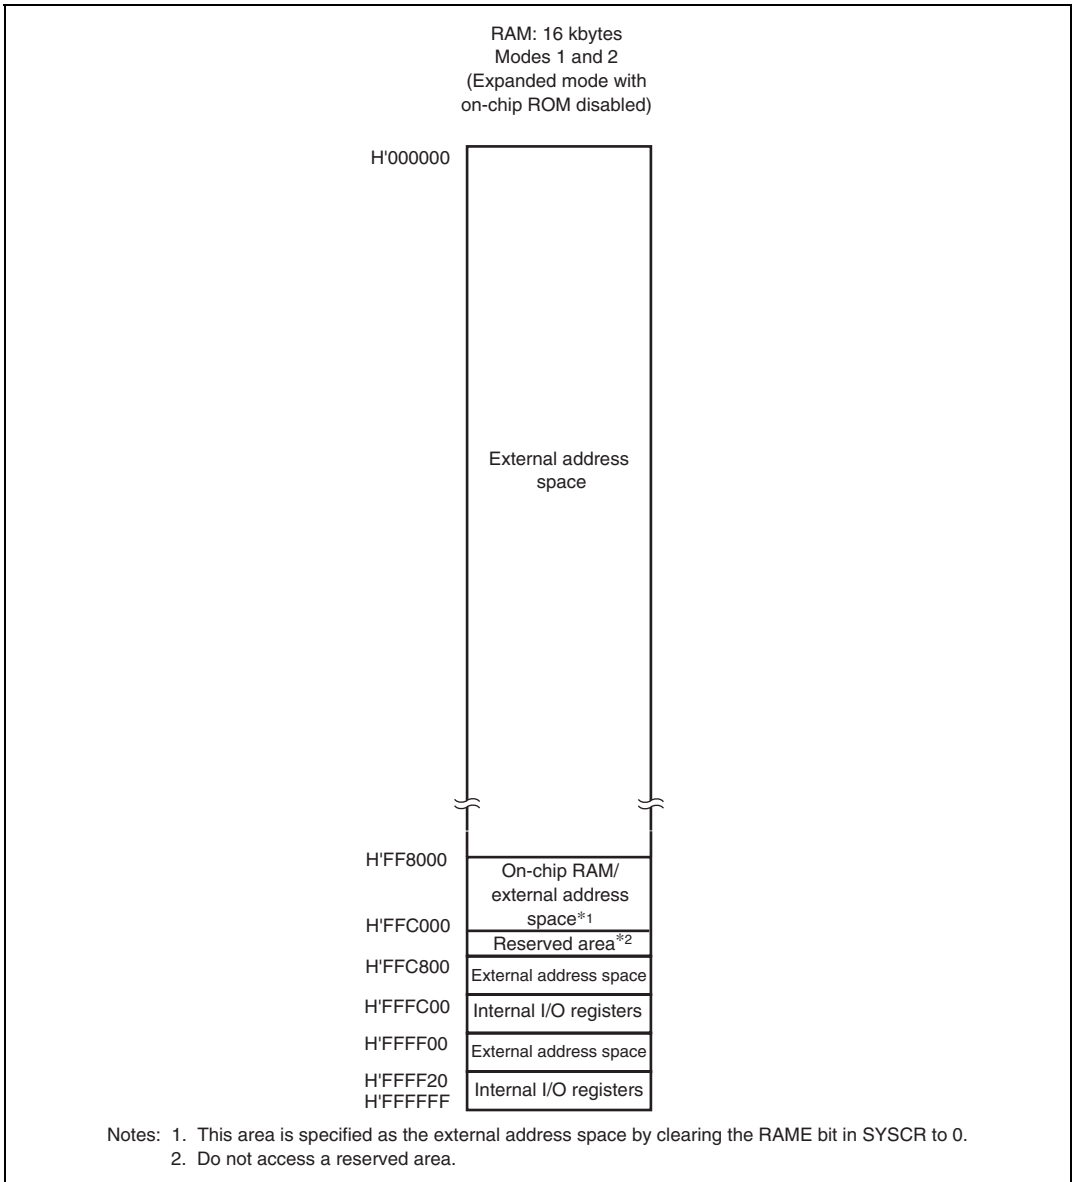 RAM: 16 kbytes
Modes 1 and 2
(Expanded mode with
on-chip ROM disabled)
H'000000
External address
space
H'FF8000
On-chip RAM/
external address
space*1
H'FFC000
Reserved area*2
H'FFC800
External address space
H'FFFC00
Internal I/O registers
H'FFFF00
External address space
H'FFFF20
Internal I/O registers
H'FFFFFF
Notes: 1. This area is specified as the external address space by clearing the RAME bit in SYSCR to 0.
2. Do not access a reserved area.